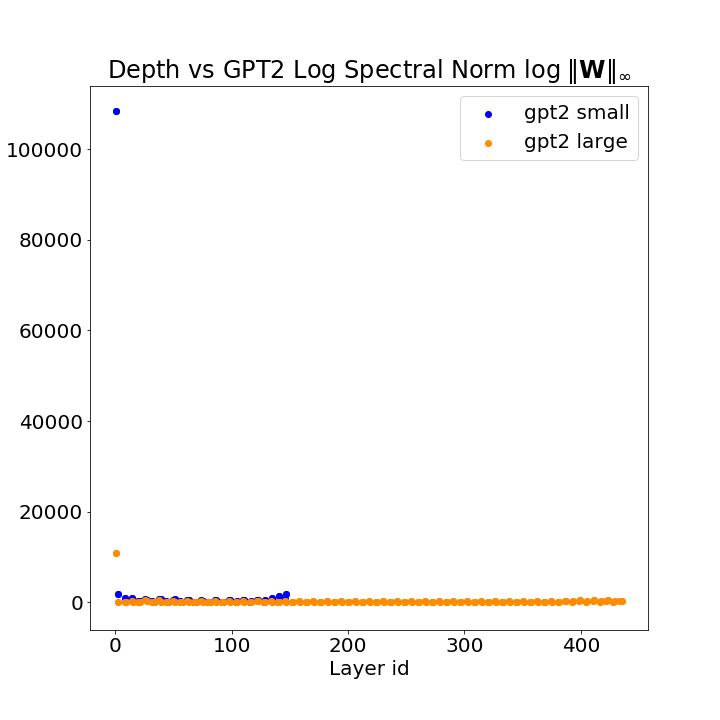 Depth vs GPT2 Log Spectral Norm log ‖W‖∞
gpt2 small
gpt2 large
100000
80000
60000
40000
20000
0
0 100 200 300 400
Layer id